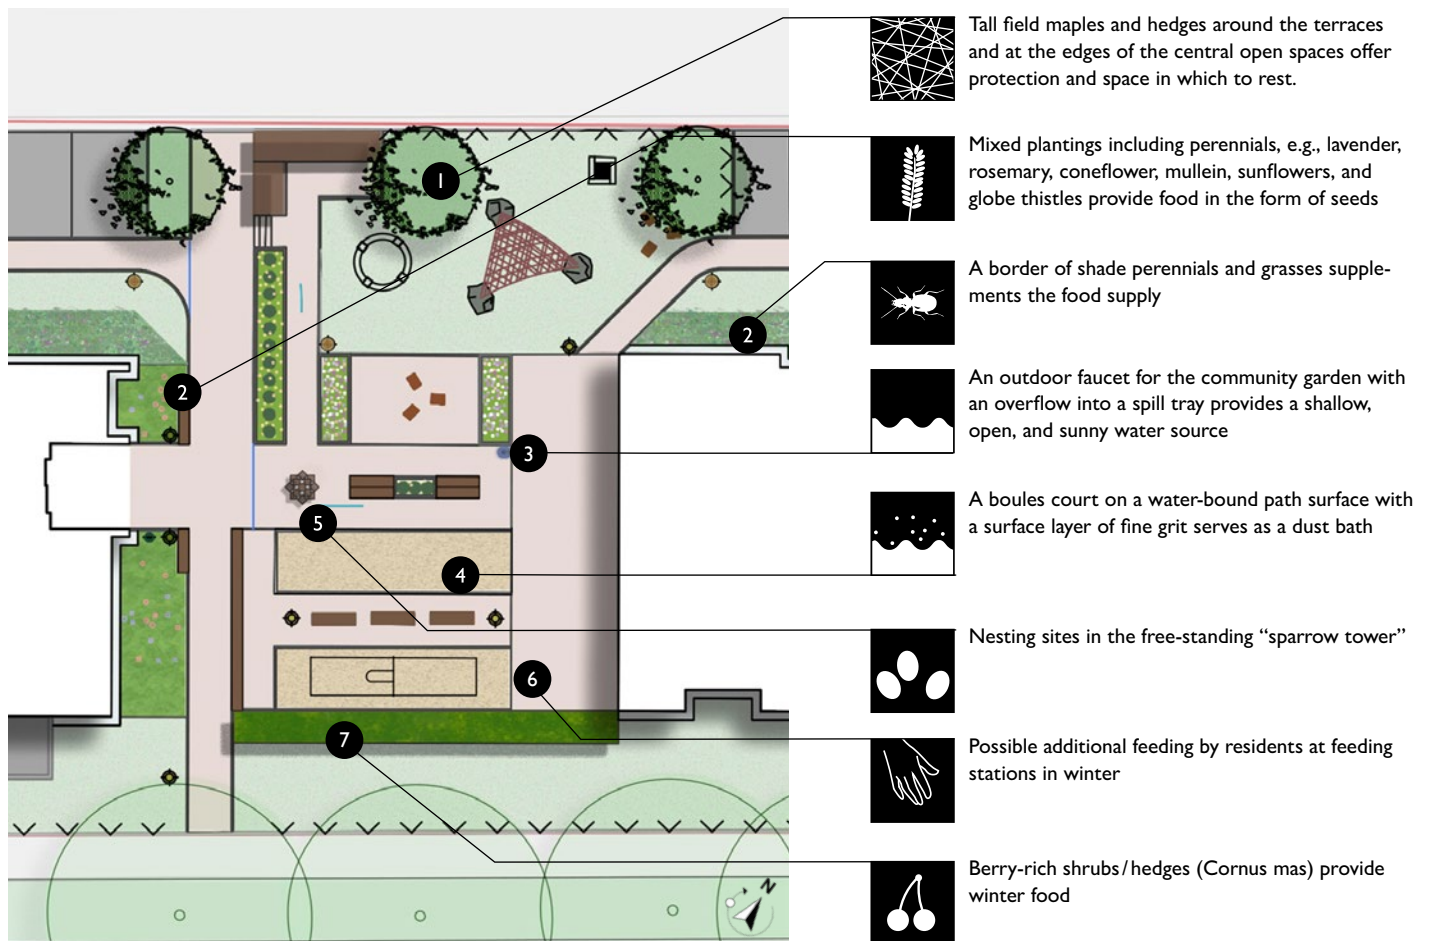 Tall field maples and hedges around the terraces
and at the edges of the central open spaces offer
protection and space in which to rest.
Mixed plantings including perennials, e.g., lavender,
rosemary, coneflower, mullein, sunflowers, and
globe thistles provide food in the form of seeds
A border of shade perennials and grasses supple-
ments the food supply
An outdoor faucet for the community garden with
an overflow into a spill tray provides a shallow,
open, and sunny water source
A boules court on a water-bound path surface with
a surface layer of fine grit serves as a dust bath
Nesting sites in the free-standing “sparrow tower”
Possible additional feeding by residents at feeding
stations in winter
Berry-rich shrubs/hedges (Cornus mas) provide
winter food
1
2
2
3
5
4
6
7
N